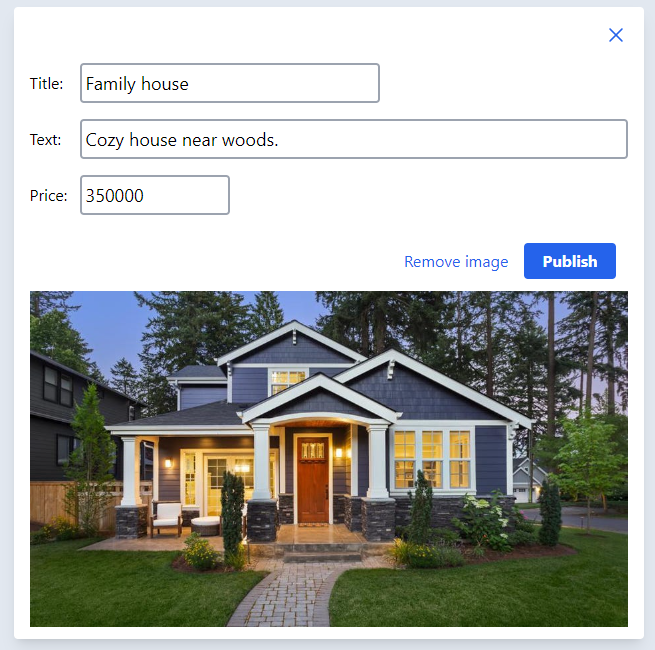 Title: Family house
Text: Cozy house near woods.
Price: 350000
Remove image Publish